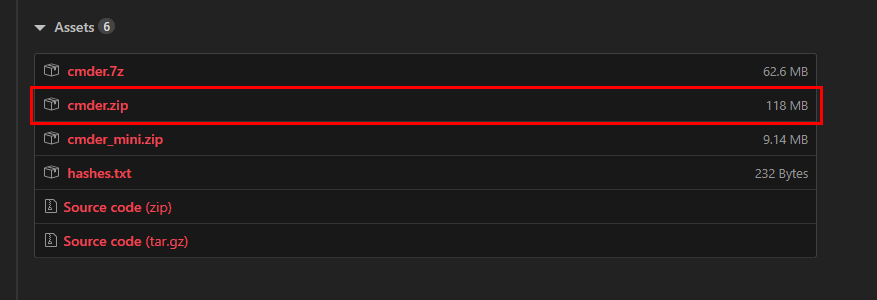 Assets 6
cmder.7z 62.6 MB
cmder.zip 118 MB
cmder_mini.zip 9.14 MB
hashes.txt 232 Bytes
Source code (zip)
Source code (tar.gz)